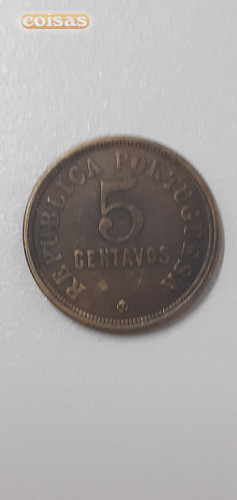 coisas
REPUBLICA PORTUGUESA
5
CENTAVOS